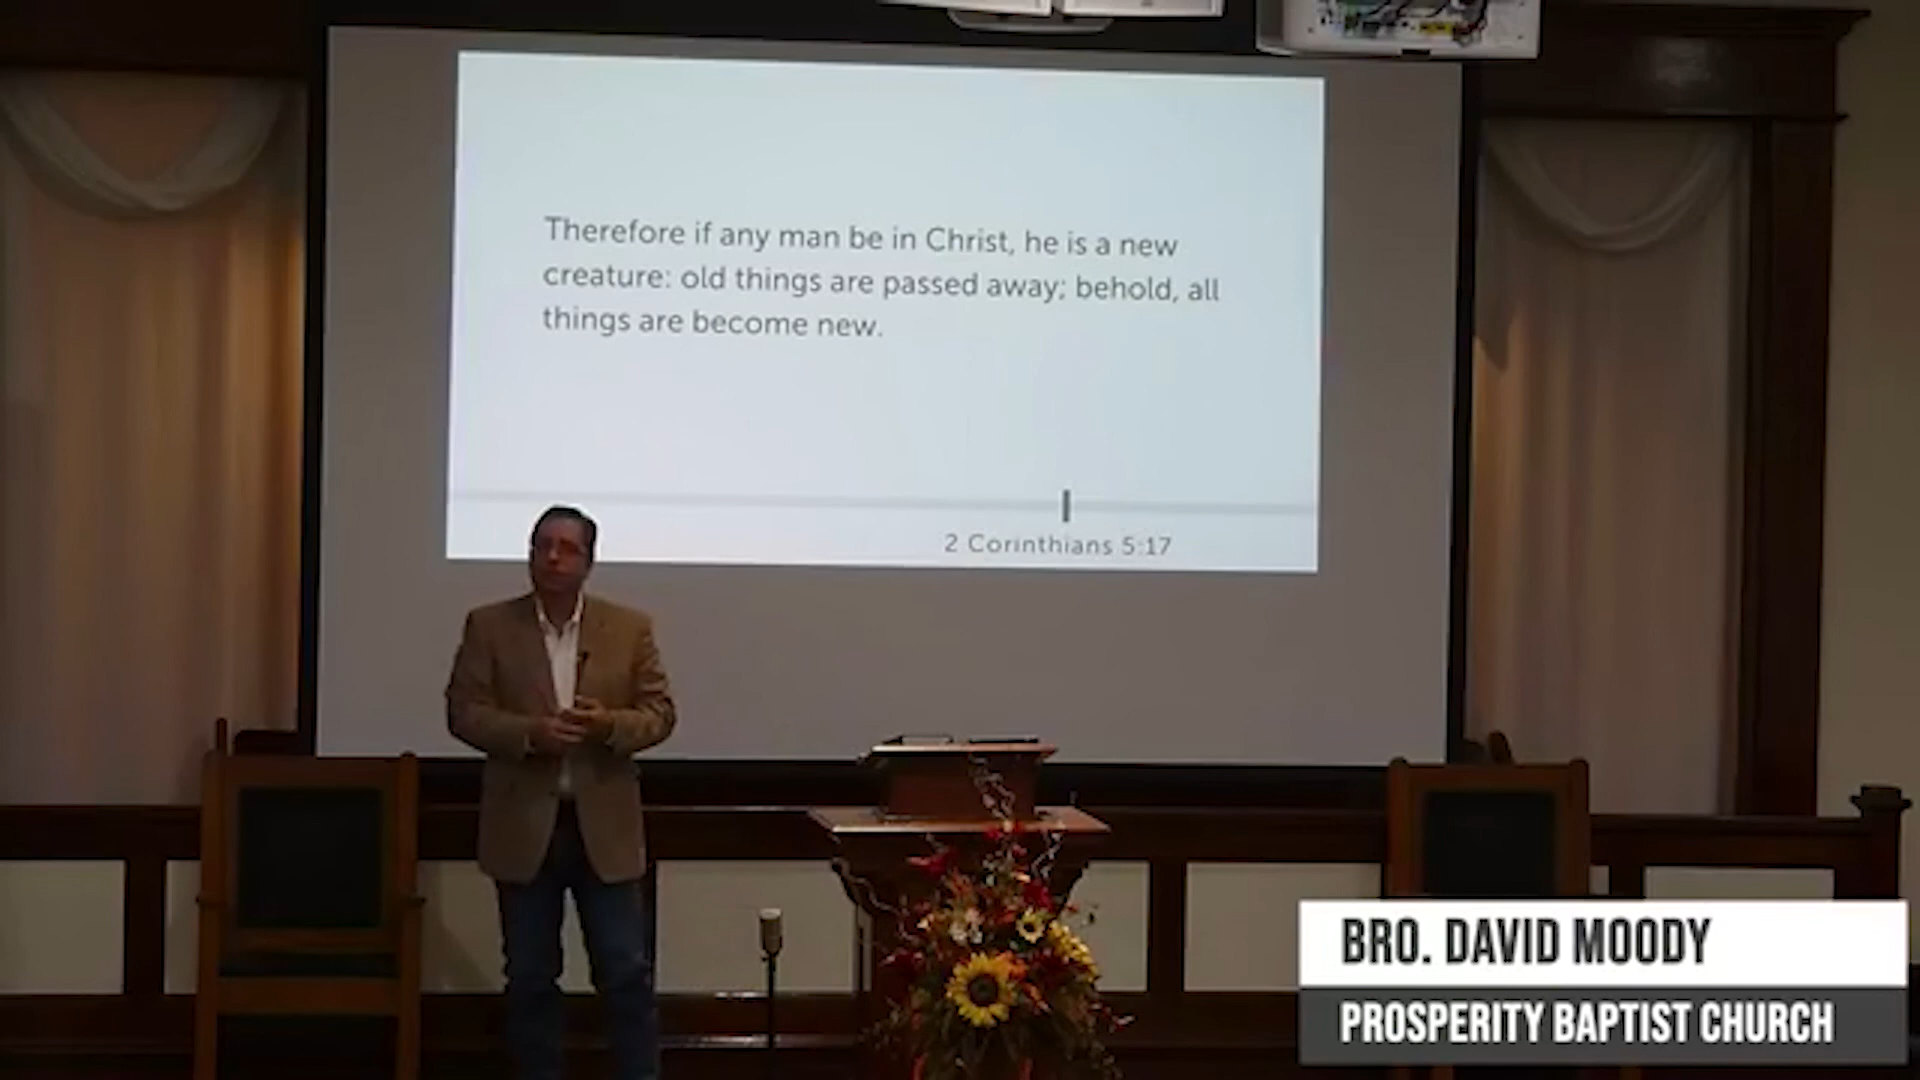 Therefore if any man be in Christ, he is a new
creature: old things are passed away; behold, all
things are become new.
2 Corinthians 5:17
BRO. DAVID MOODY
PROSPERITY BAPTIST CHURCH